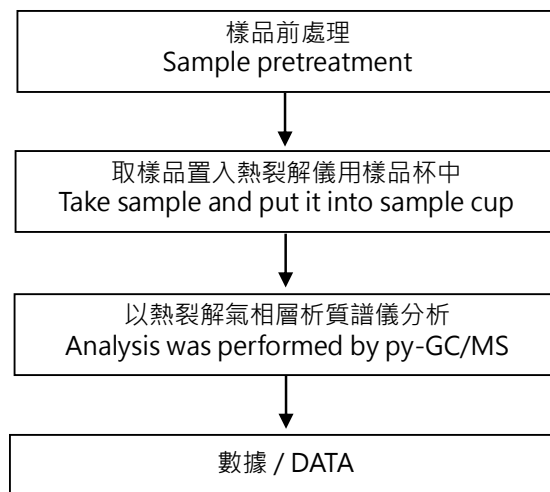 樣品前處理
Sample pretreatment
取樣品置入熱裂解儀用樣品杯中
Take sample and put it into sample cup
以熱裂解氣相層析質譜儀分析
Analysis was performed by py-GC/MS
數據 / DATA